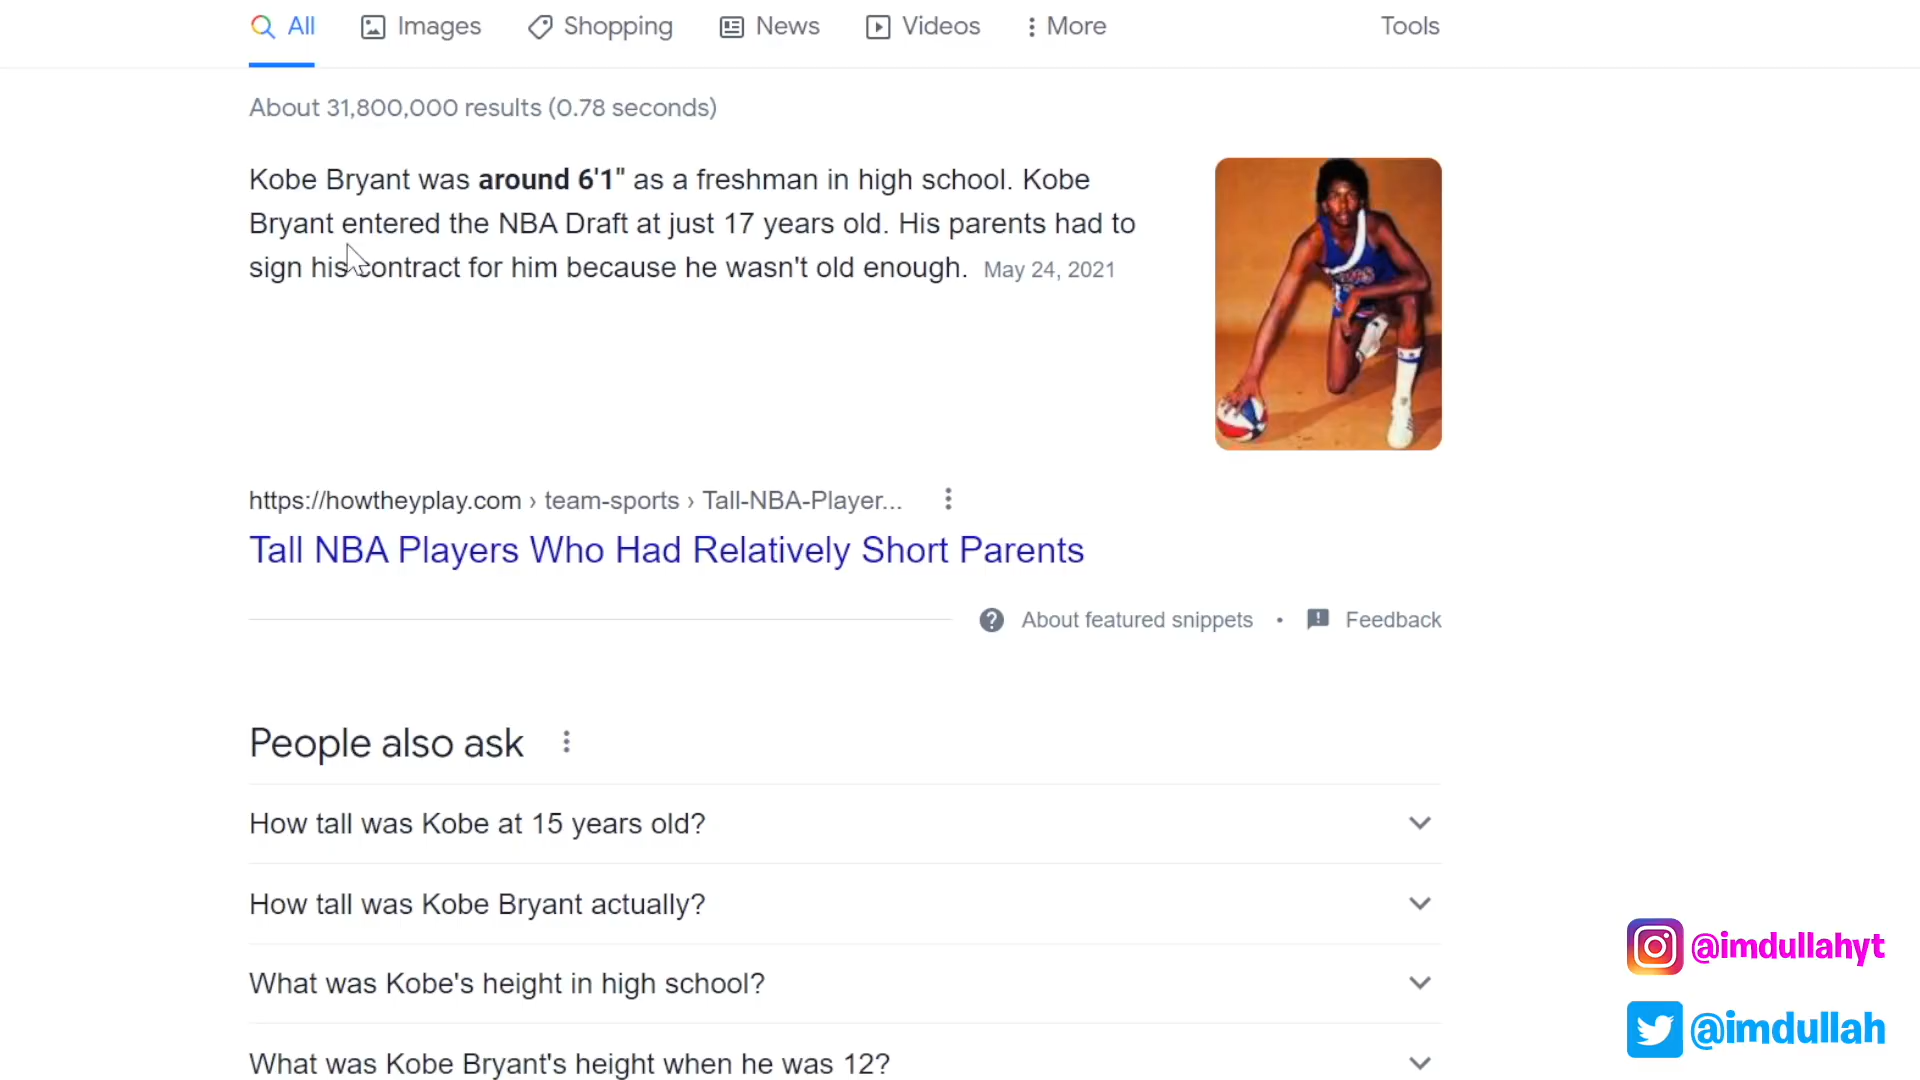 All Images Shopping News Videos More Tools
About 31,800,000 results (0.78 seconds)
Kobe Bryant was around 6'1" as a freshman in high school. Kobe
Bryant entered the NBA Draft at just 17 years old. His parents had to
sign his contract for him because he wasn't old enough. May 24, 2021
https://howtheyplay.com › team-sports › Tall-NBA-Player...
Tall NBA Players Who Had Relatively Short Parents
About featured snippets • Feedback
People also ask
How tall was Kobe at 15 years old?
How tall was Kobe Bryant actually?
What was Kobe's height in high school?
What was Kobe Bryant's height when he was 12?
@imdullahyt
@imdullah